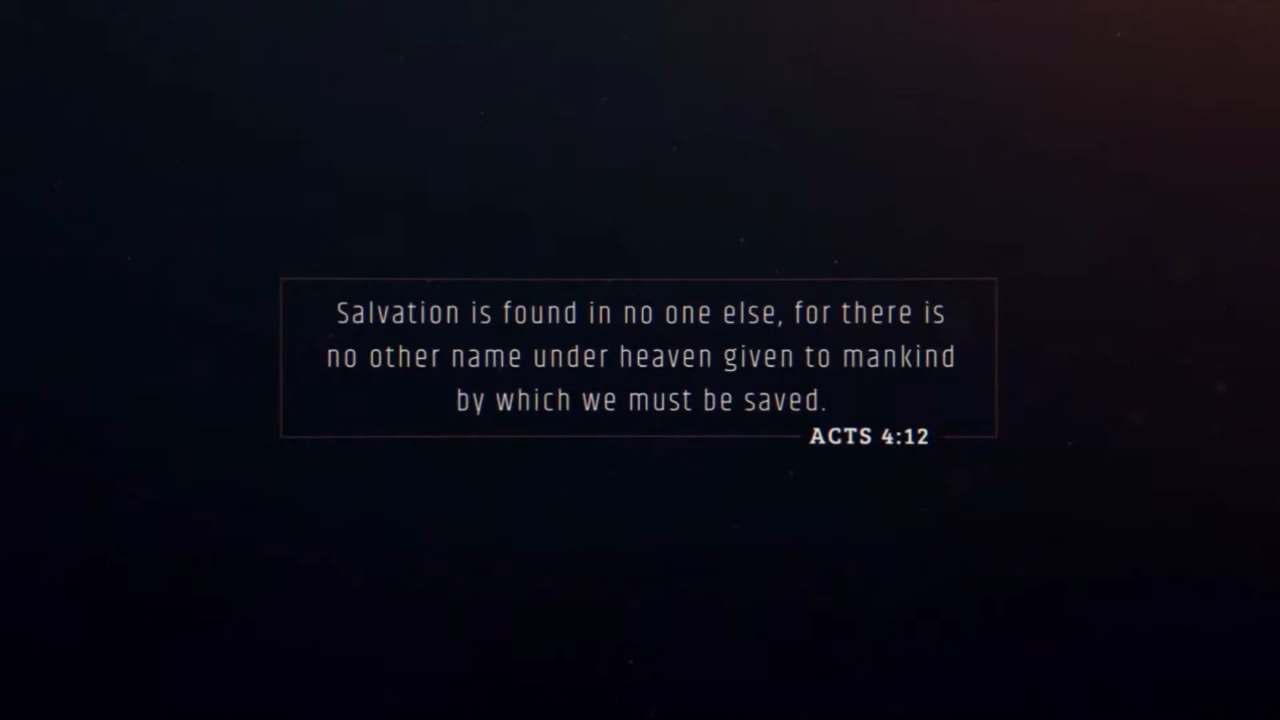 Salvation is found in no one else, for there is
no other name under heaven given to mankind
by which we must be saved.
ACTS 4:12